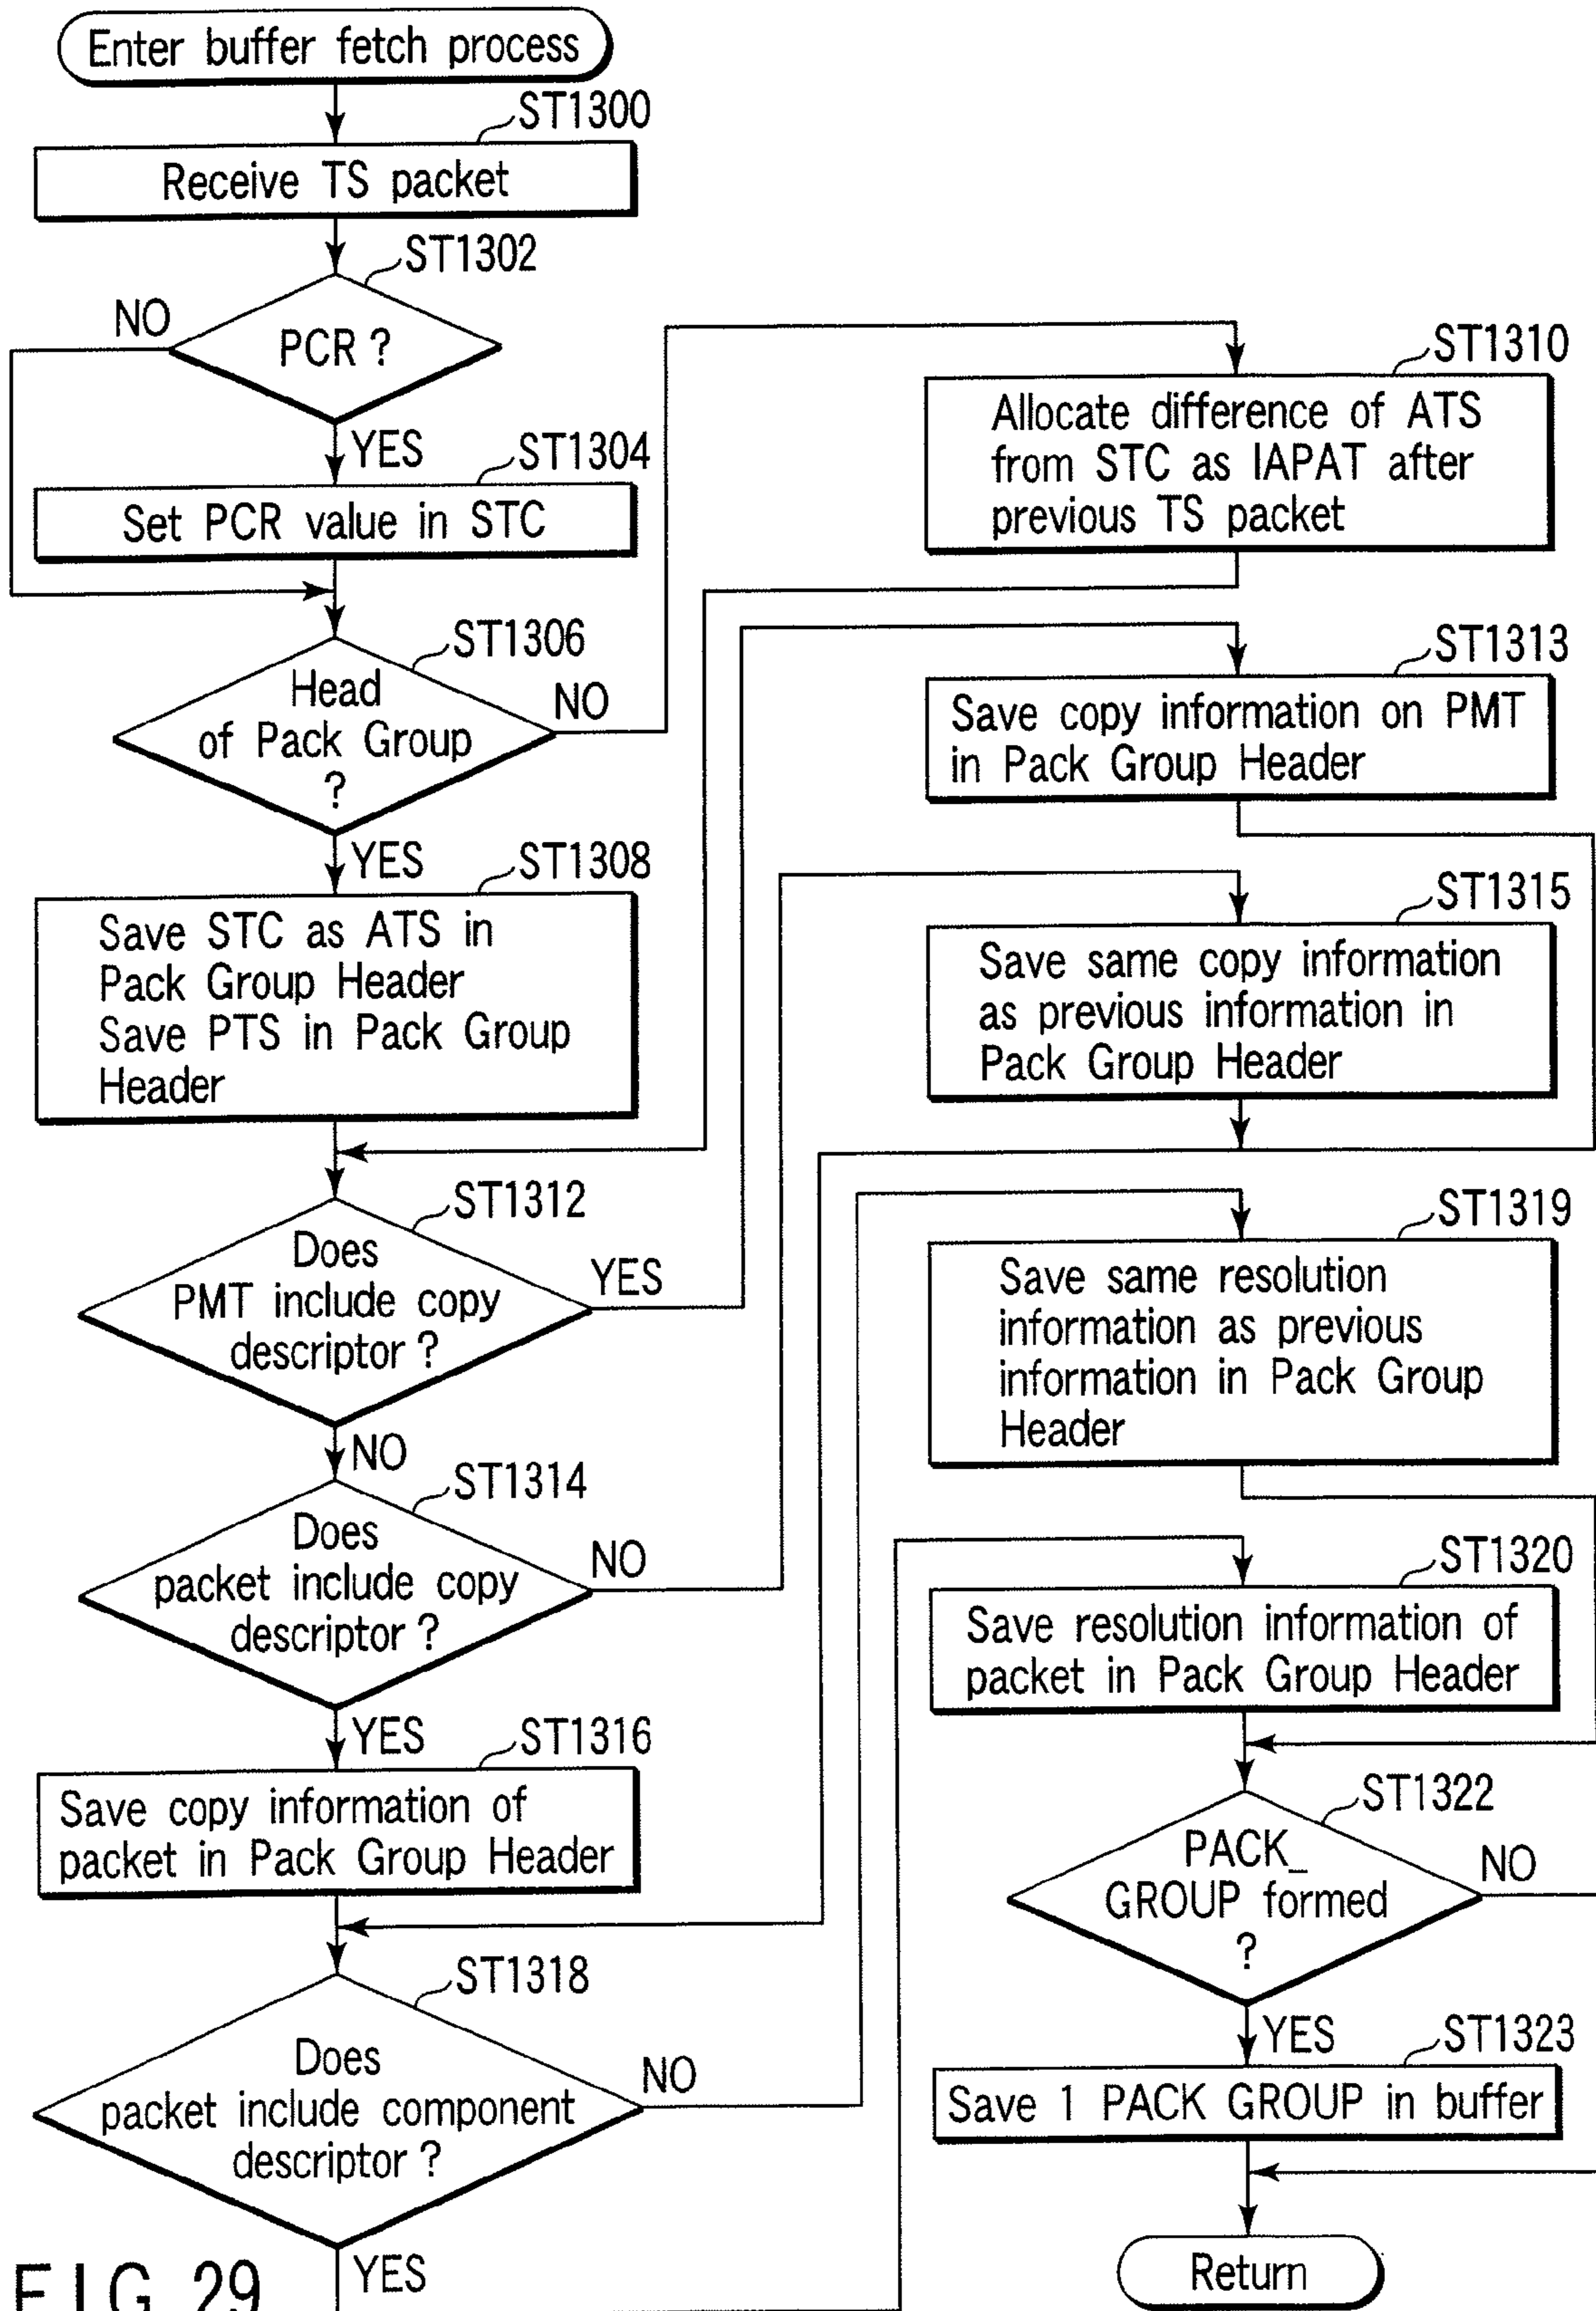 Enter buffer fetch process
ST1300
Receive TS packet
ST1302
NO
PCR ?
YES
ST1304
Set PCR value in STC
ST1306
Head
of Pack Group
?
NO
YES
ST1308
Save STC as ATS in
Pack Group Header
Save PTS in Pack Group
Header
ST1312
Does
PMT include copy
descriptor ?
YES
NO
ST1314
Does
packet include copy
descriptor ?
NO
YES
ST1316
Save copy information of
packet in Pack Group Header
ST1318
Does
packet include component
descriptor ?
NO
YES
ST1310
Allocate difference of ATS
from STC as IAPAT after
previous TS packet
ST1313
Save copy information on PMT
in Pack Group Header
ST1315
Save same copy information
as previous information in
Pack Group Header
ST1319
Save same resolution
information as previous
information in Pack Group
Header
ST1320
Save resolution information of
packet in Pack Group Header
ST1322
PACK_
GROUP formed
?
NO
YES
ST1323
Save 1 PACK GROUP in buffer
Return
FIG. 29